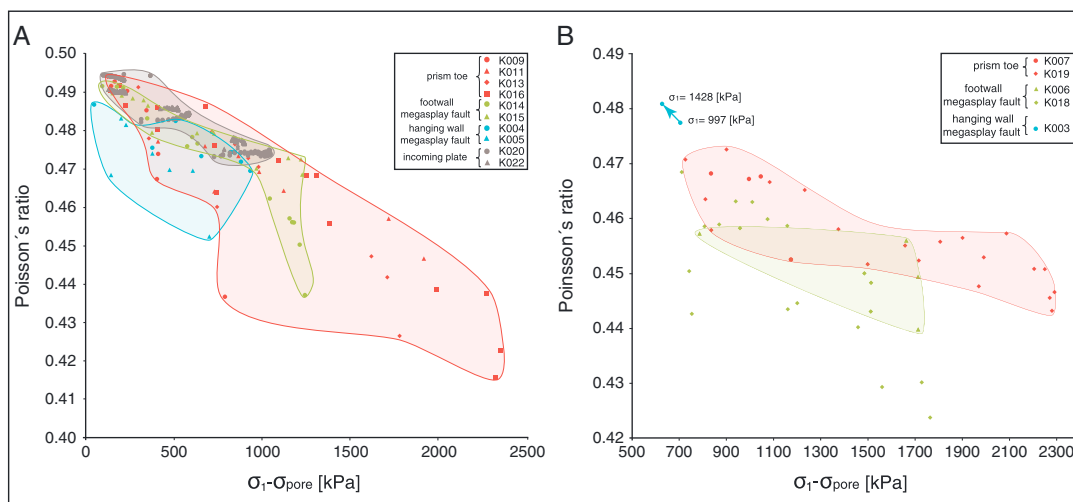 A
Poisson´s ratio
0.50
0.49
0.48
0.47
0.46
0.45
0.44
0.43
0.42
0.41
0.40
0
500
1000
1500
2000
2500
σ1-σpore [kPa]
prism toe
K009
K011
K013
K016
footwall
megasplay fault
K014
K015
hanging wall
megasplay fault
K004
K005
incoming plate
K020
K022
B
Poinsson´s ratio
0.49
0.48
0.47
0.46
0.45
0.44
0.43
0.42
500
700
900
1100
1300
1500
1700
1900
2100
2300
σ1-σpore [kPa]
σ1= 1428 [kPa]
σ1= 997 [kPa]
prism toe
K007
K019
footwall
megasplay fault
K006
K018
hanging wall
megasplay fault
K003